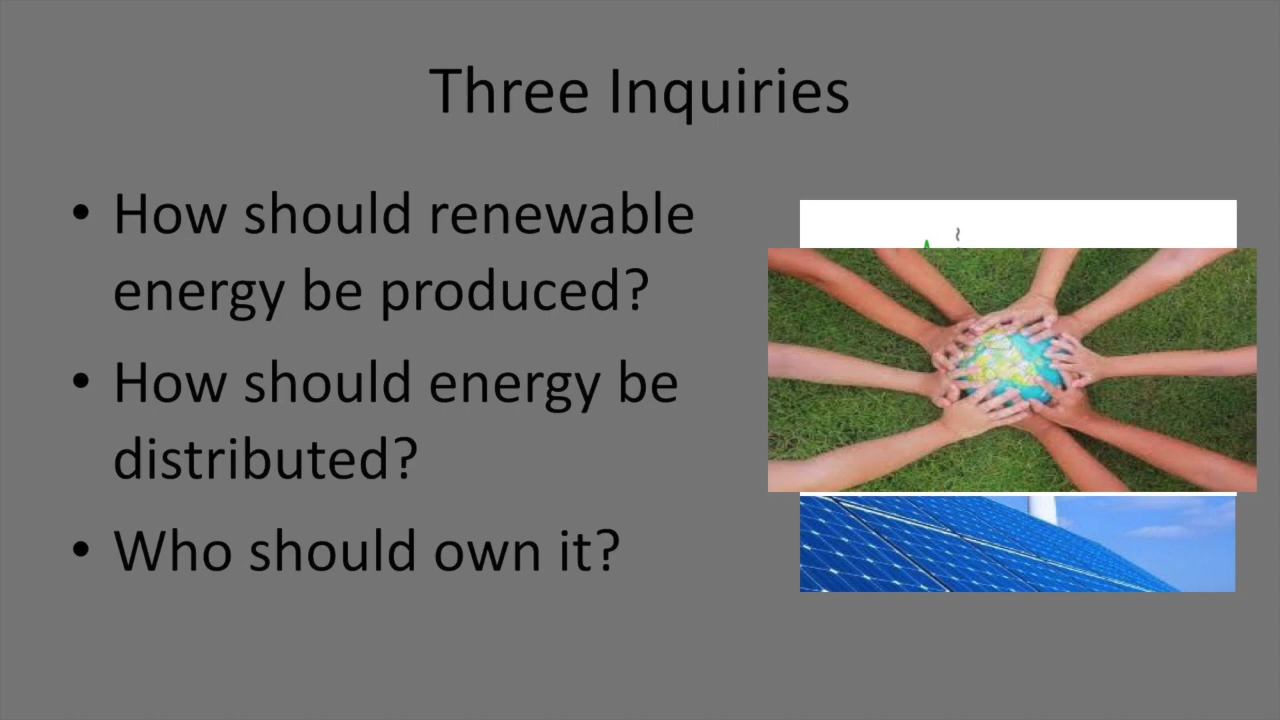 Three Inquiries
• How should renewable
energy be produced?
• How should energy be
distributed?
• Who should own it?